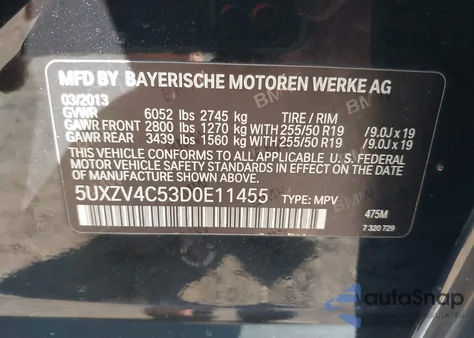 MFD BY BAYERISCHE MOTOREN WERKE AG
03/2013
GVWR 6052 lbs 2745 kg TIRE / RIM
GAWR FRONT 2800 lbs 1270 kg WITH 255/50 R19 /9.0J x 19
GAWR REAR 3439 lbs 1560 kg WITH 255/50 R19 /9.0J x 19
THIS VEHICLE CONFORMS TO ALL APPLICABLE U. S. FEDERAL
MOTOR VEHICLE SAFETY STANDARDS IN EFFECT ON THE DATE
OF MANUFACTURE SHOWN ABOVE.
5UXZV4C53D0E11455 TYPE: MPV
475M
7 320 729
autoSnap